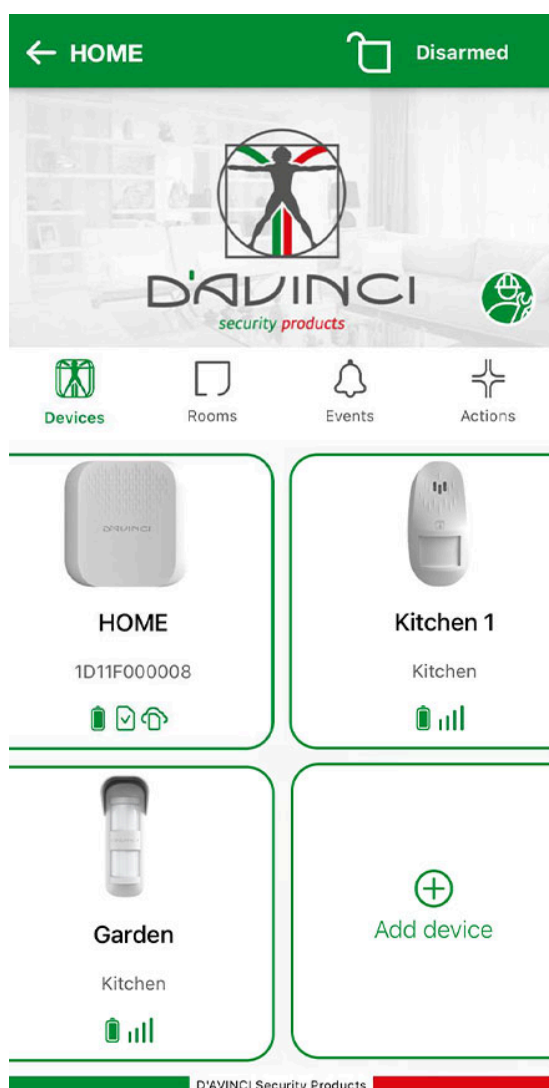 HOME Disarmed
D'AVINCI
security products
Devices Rooms Events Actions
D'AVINCI
HOME
1D11F000008
Kitchen 1
Kitchen
Garden
Kitchen
Add device
D'AVINCI Security Products